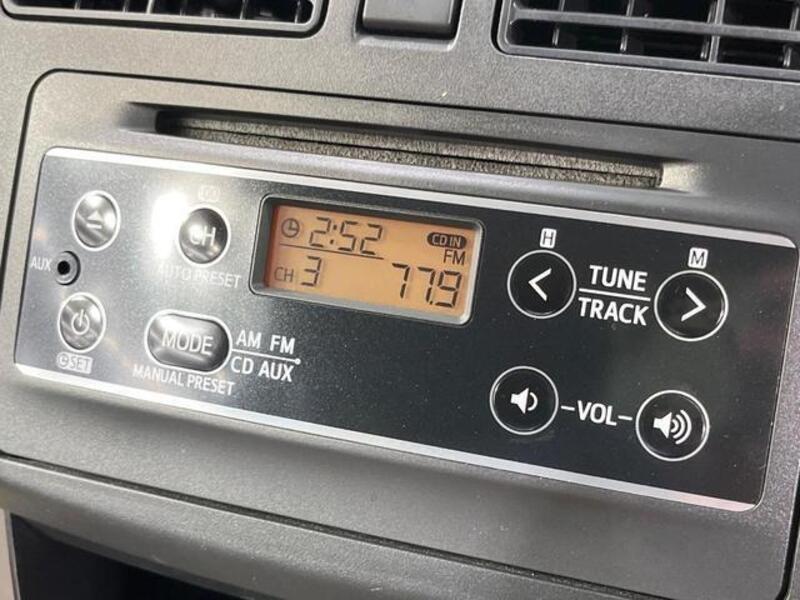 2:52
CD IN
FM
CH 3
77.9
H
M
CH
AUTO PRESET
AUX
TUNE
TRACK
MODE
AM FM
CD AUX
SET
MANUAL PRESET
-VOL-